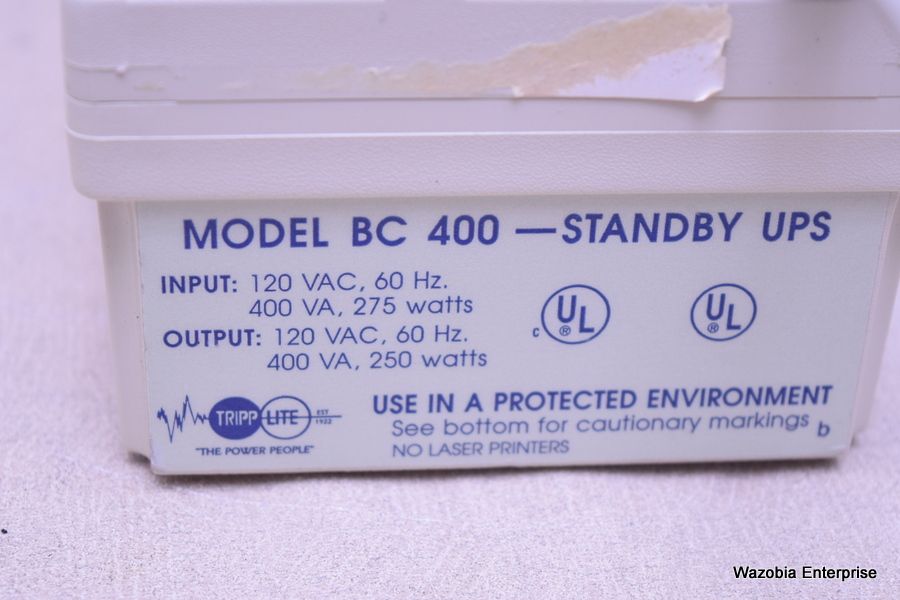 MODEL BC 400 — STANDBY UPS
INPUT: 120 VAC, 60 Hz.
400 VA, 275 watts
OUTPUT: 120 VAC, 60 Hz.
400 VA, 250 watts
c UL ®
UL ®
TRIPP LITE EST 1922
"THE POWER PEOPLE"
USE IN A PROTECTED ENVIRONMENT
See bottom for cautionary markings b
NO LASER PRINTERS
Wazobia Enterprise